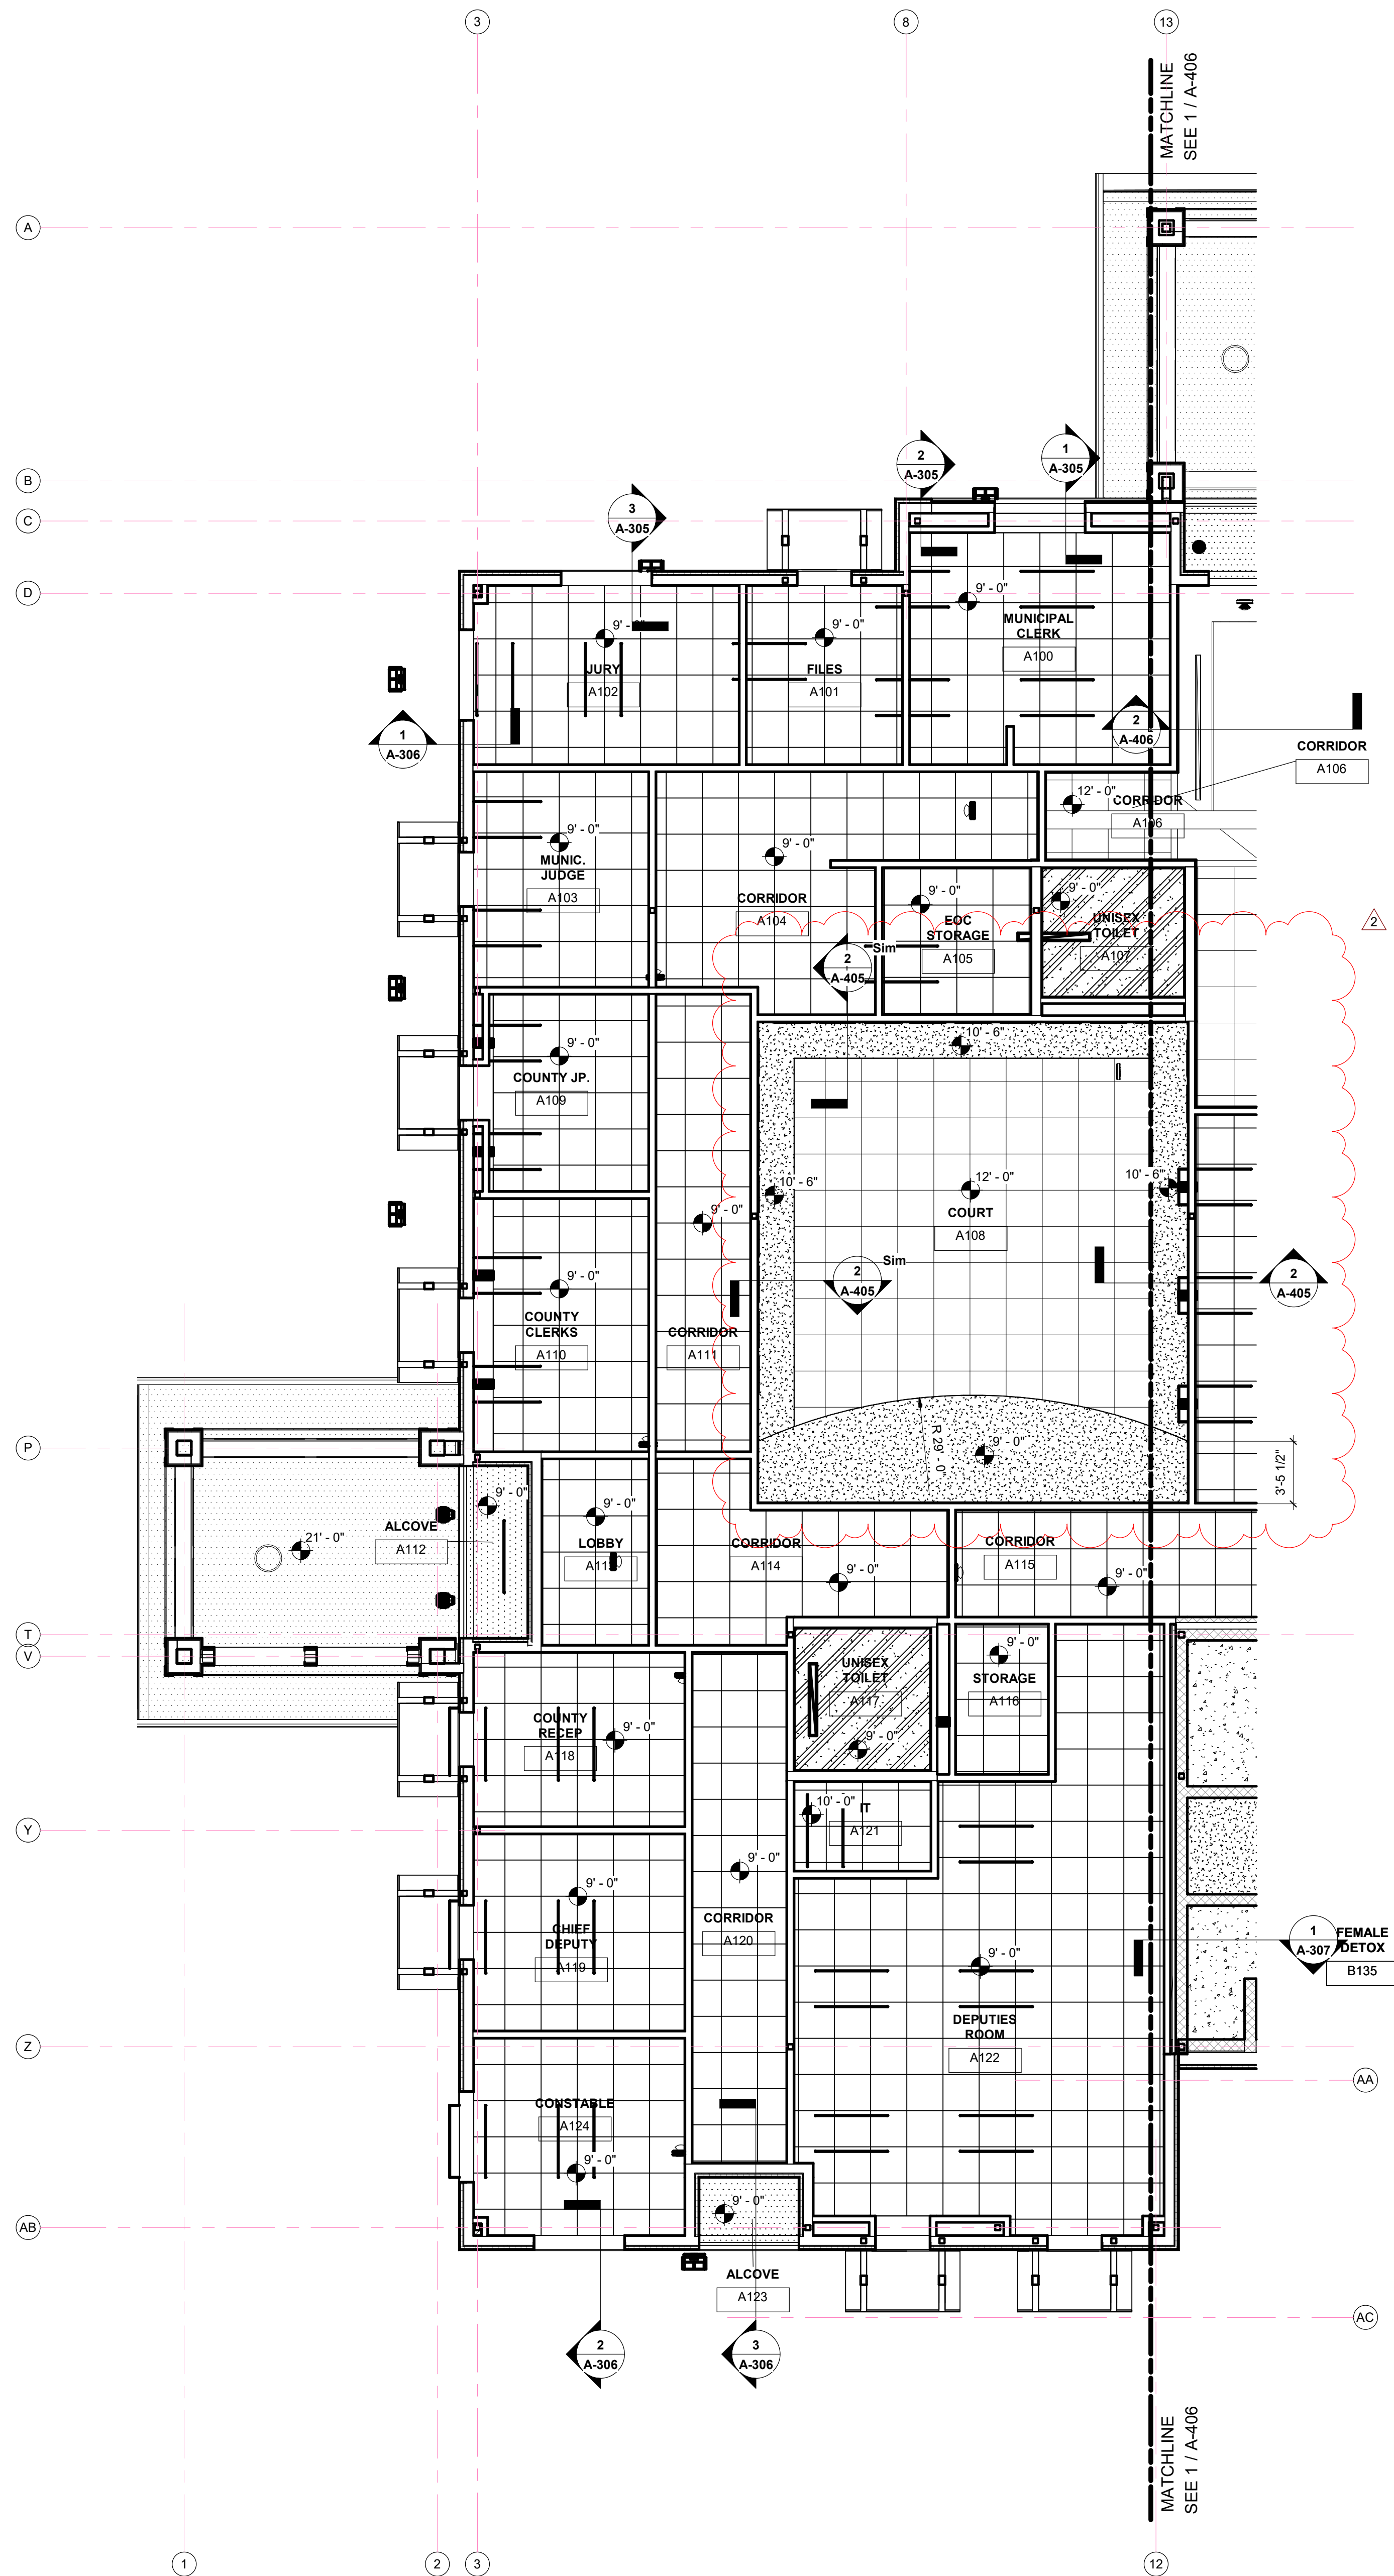 3
8
13
MATCHLINE
SEE 1 / A-406
A
B
C
D
2
A-305
1
A-305
3
A-305
9' - 0"
MUNICIPAL
CLERK
A100
9' -
JURY
A102
9' - 0"
FILES
A101
1
A-306
2
A-406
CORRIDOR
A106
12' - 0"
CORRIDOR
A106
9' - 0"
MUNIC.
JUDGE
A103
9' - 0"
CORRIDOR
A104
9' - 0"
EOC
STORAGE
A105
9' - 0"
UNISEX
TOILET
A107
2
Sim
2
A-405
9' - 0"
COUNTY JP.
A109
10' - 6"
10' - 6"
12' - 0"
COURT
A108
10' - 6"
9' - 0"
Sim
2
A-405
2
A-405
9' - 0"
COUNTY
CLERKS
A110
CORRIDOR
A111
R 29' - 0"
9' - 0"
3'-5 1/2"
P
9' - 0"
21' - 0"
ALCOVE
A112
9' - 0"
LOBBY
A113
CORRIDOR
A114
9' - 0"
CORRIDOR
A115
9' - 0"
T
V
UNISEX
TOILET
A117
9' - 0"
9' - 0"
STORAGE
A116
COUNTY
RECEP
A118
9' - 0"
10' - 0"
IT
A121
Y
9' - 0"
CHIEF
DEPUTY
A119
9' - 0"
CORRIDOR
A120
9' - 0"
DEPUTIES
ROOM
A122
1
A-307
FEMALE
DETOX
B135
Z
AA
CONSTABLE
A124
9' - 0"
9' - 0"
AB
ALCOVE
A123
AC
2
A-306
3
A-306
MATCHLINE
SEE 1 / A-406
1
2
3
12